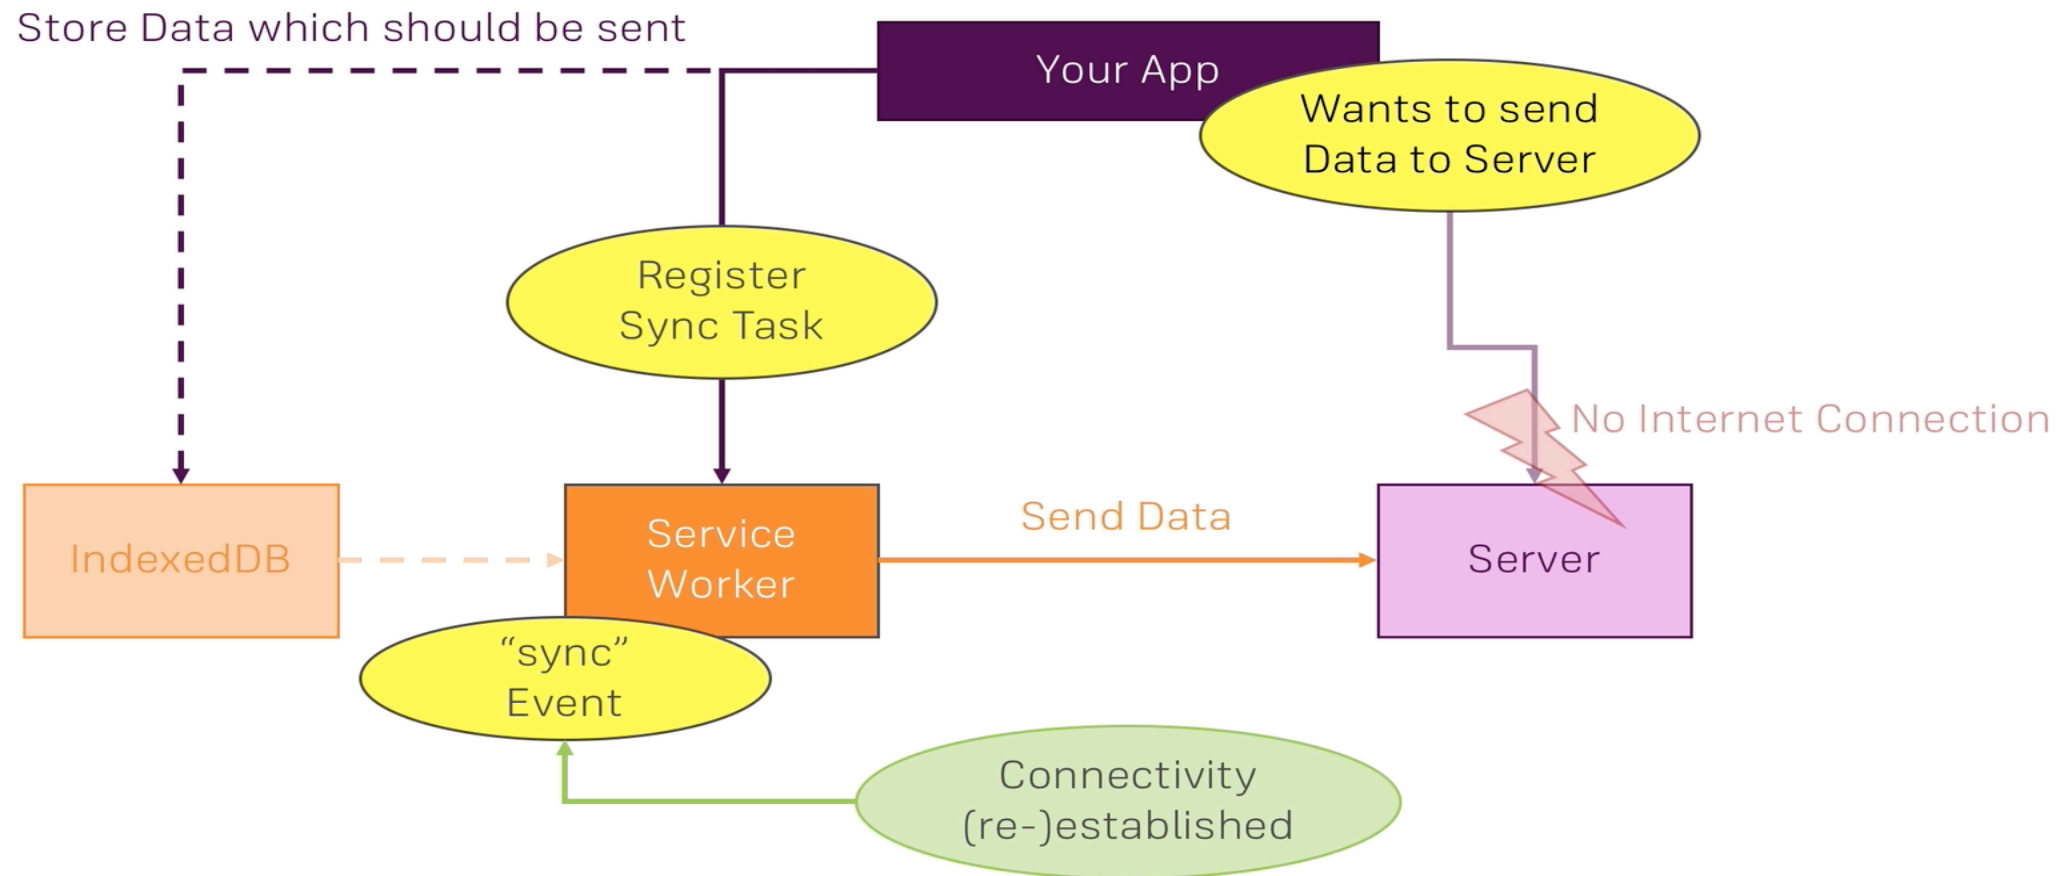 Store Data which should be sent
Your App
Wants to send
Data to Server
Register
Sync Task
No Internet Connection
IndexedDB
Service
Worker
Send Data
Server
“sync”
Event
Connectivity
(re-)established